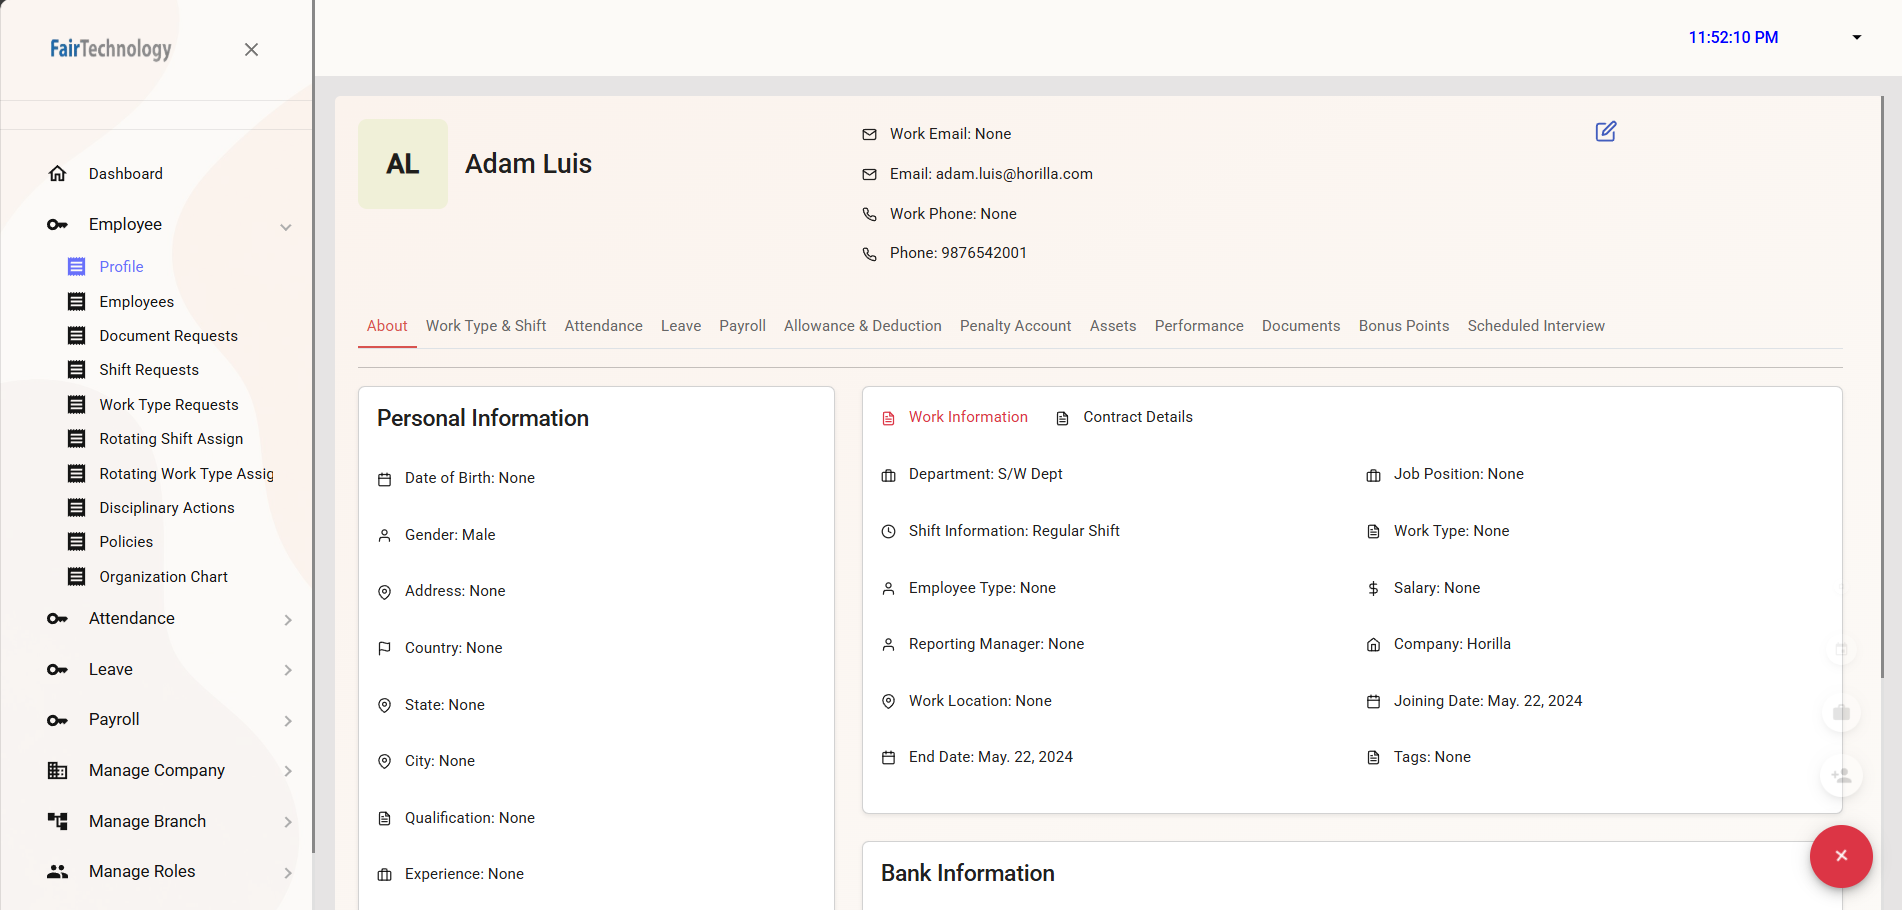 FairTechnology
11:52:10 PM
Dashboard
Employee
Profile
Employees
Document Requests
Shift Requests
Work Type Requests
Rotating Shift Assign
Rotating Work Type Assig
Disciplinary Actions
Policies
Organization Chart
Attendance
Leave
Payroll
Manage Company
Manage Branch
Manage Roles
AL
Adam Luis
Work Email: None
Email: adam.luis@horilla.com
Work Phone: None
Phone: 9876542001
About Work Type & Shift Attendance Leave Payroll Allowance & Deduction Penalty Account Assets Performance Documents Bonus Points Scheduled Interview
Personal Information
Date of Birth: None
Gender: Male
Address: None
Country: None
State: None
City: None
Qualification: None
Experience: None
Work Information Contract Details
Department: S/W Dept Job Position: None
Shift Information: Regular Shift Work Type: None
Employee Type: None Salary: None
Reporting Manager: None Company: Horilla
Work Location: None Joining Date: May. 22, 2024
End Date: May. 22, 2024 Tags: None
Bank Information